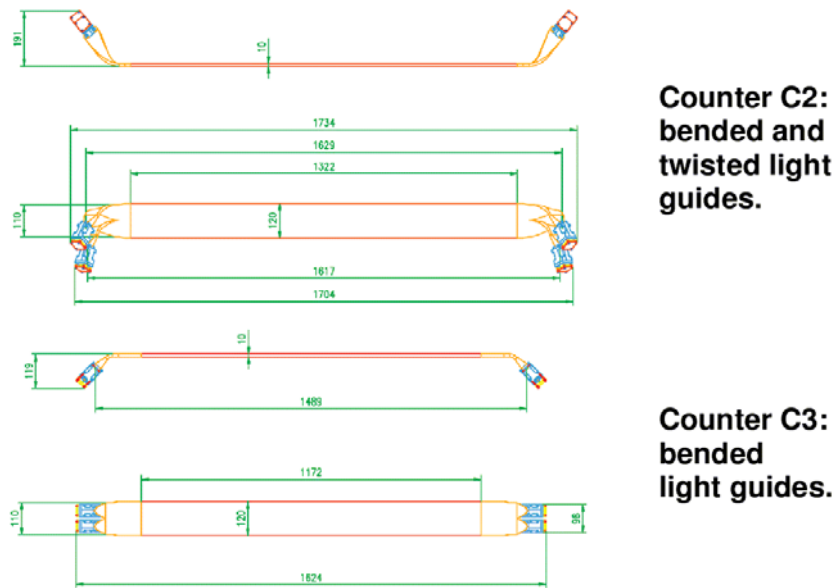 191
10
Counter C2:
bended and
twisted light
guides.
1734
1629
1322
110
120
1617
1704
10
119
1489
Counter C3:
bended
light guides.
1172
110
120
98
1624